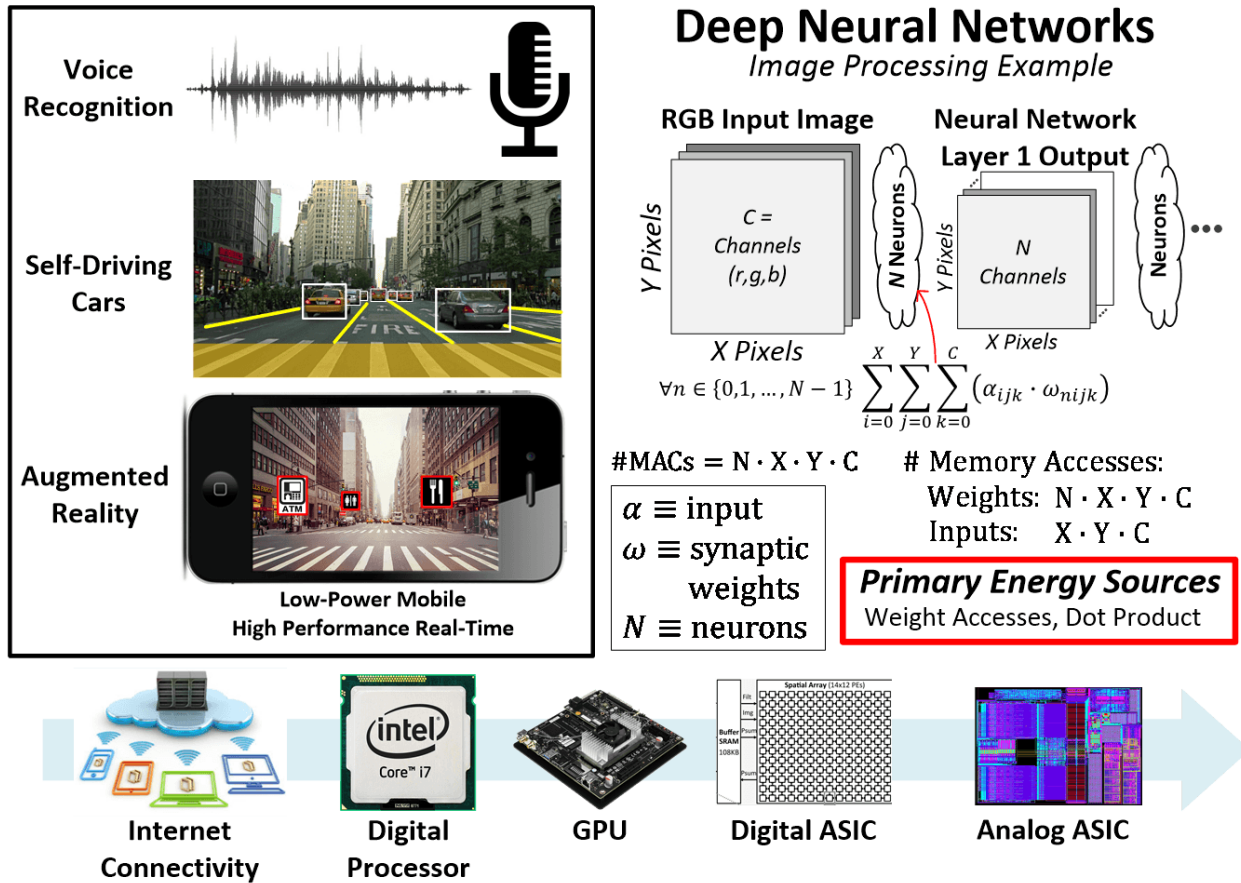 Voice
Recognition
Self-Driving
Cars
FIRE
Augmented
Reality
ATM
Low-Power Mobile
High Performance Real-Time
Deep Neural Networks
Image Processing Example
RGB Input Image
Y Pixels
C =
Channels
(r,g,b)
X Pixels
N Neurons
Neural Network
Layer 1 Output
Y Pixels
N
Channels
X Pixels
Neurons
•••
∀n ∈ {0,1, …, N − 1} ∑_{i=0}^{X} ∑_{j=0}^{Y} ∑_{k=0}^{C} (α_{ijk} · ω_{nijk})
#MACs = N · X · Y · C
α ≡ input
ω ≡ synaptic
weights
N ≡ neurons
# Memory Accesses:
Weights: N · X · Y · C
Inputs: X · Y · C
Primary Energy Sources
Weight Accesses, Dot Product
Internet
Connectivity
intel
Core™ i7
Digital
Processor
GPU
Spatial Array (14x12 PEs)
Filt
Img
Psum
Psum
Buffer
SRAM
108KB
Digital ASIC
Analog ASIC